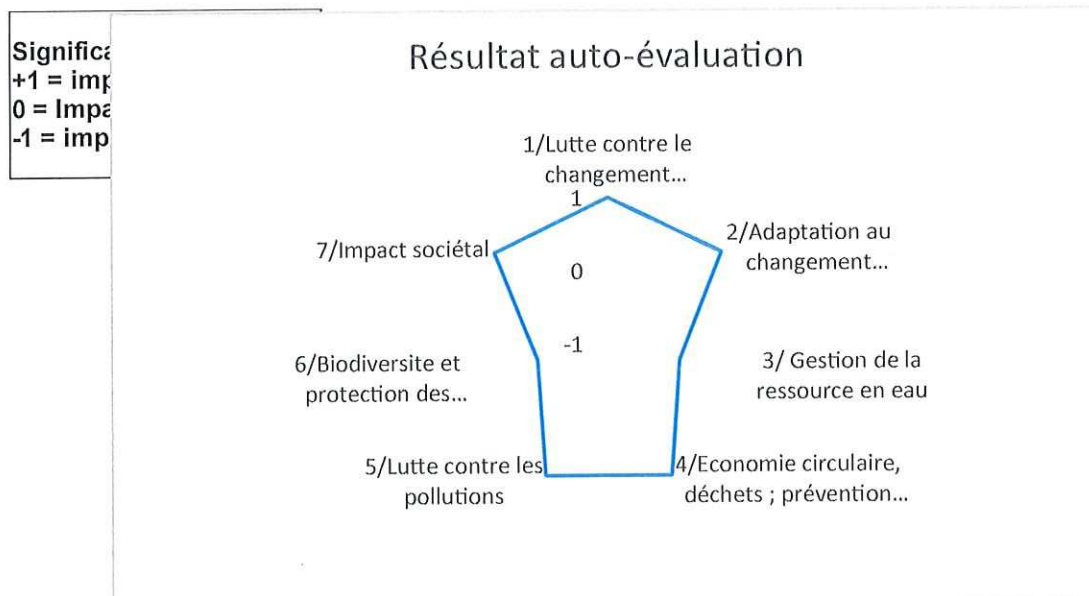 Significa
+1 = imp
0 = Impa
-1 = imp
Résultat auto-évaluation
1/Lutte contre le
changement...
1
2/Adaptation au
changement...
7/Impact sociétal
0
-1
6/Biodiversite et
protection des...
3/ Gestion de la
ressource en eau
5/Lutte contre les
pollutions
4/Economie circulaire,
déchets ; prévention...